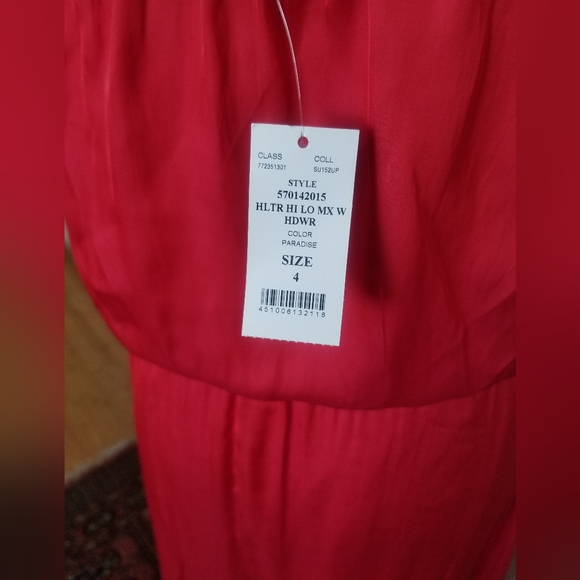 CLASS COLL
772351301 SU152UP
STYLE
570142015
HLTR HI LO MX W
HDWR
COLOR
PARADISE
SIZE
4
451006132118